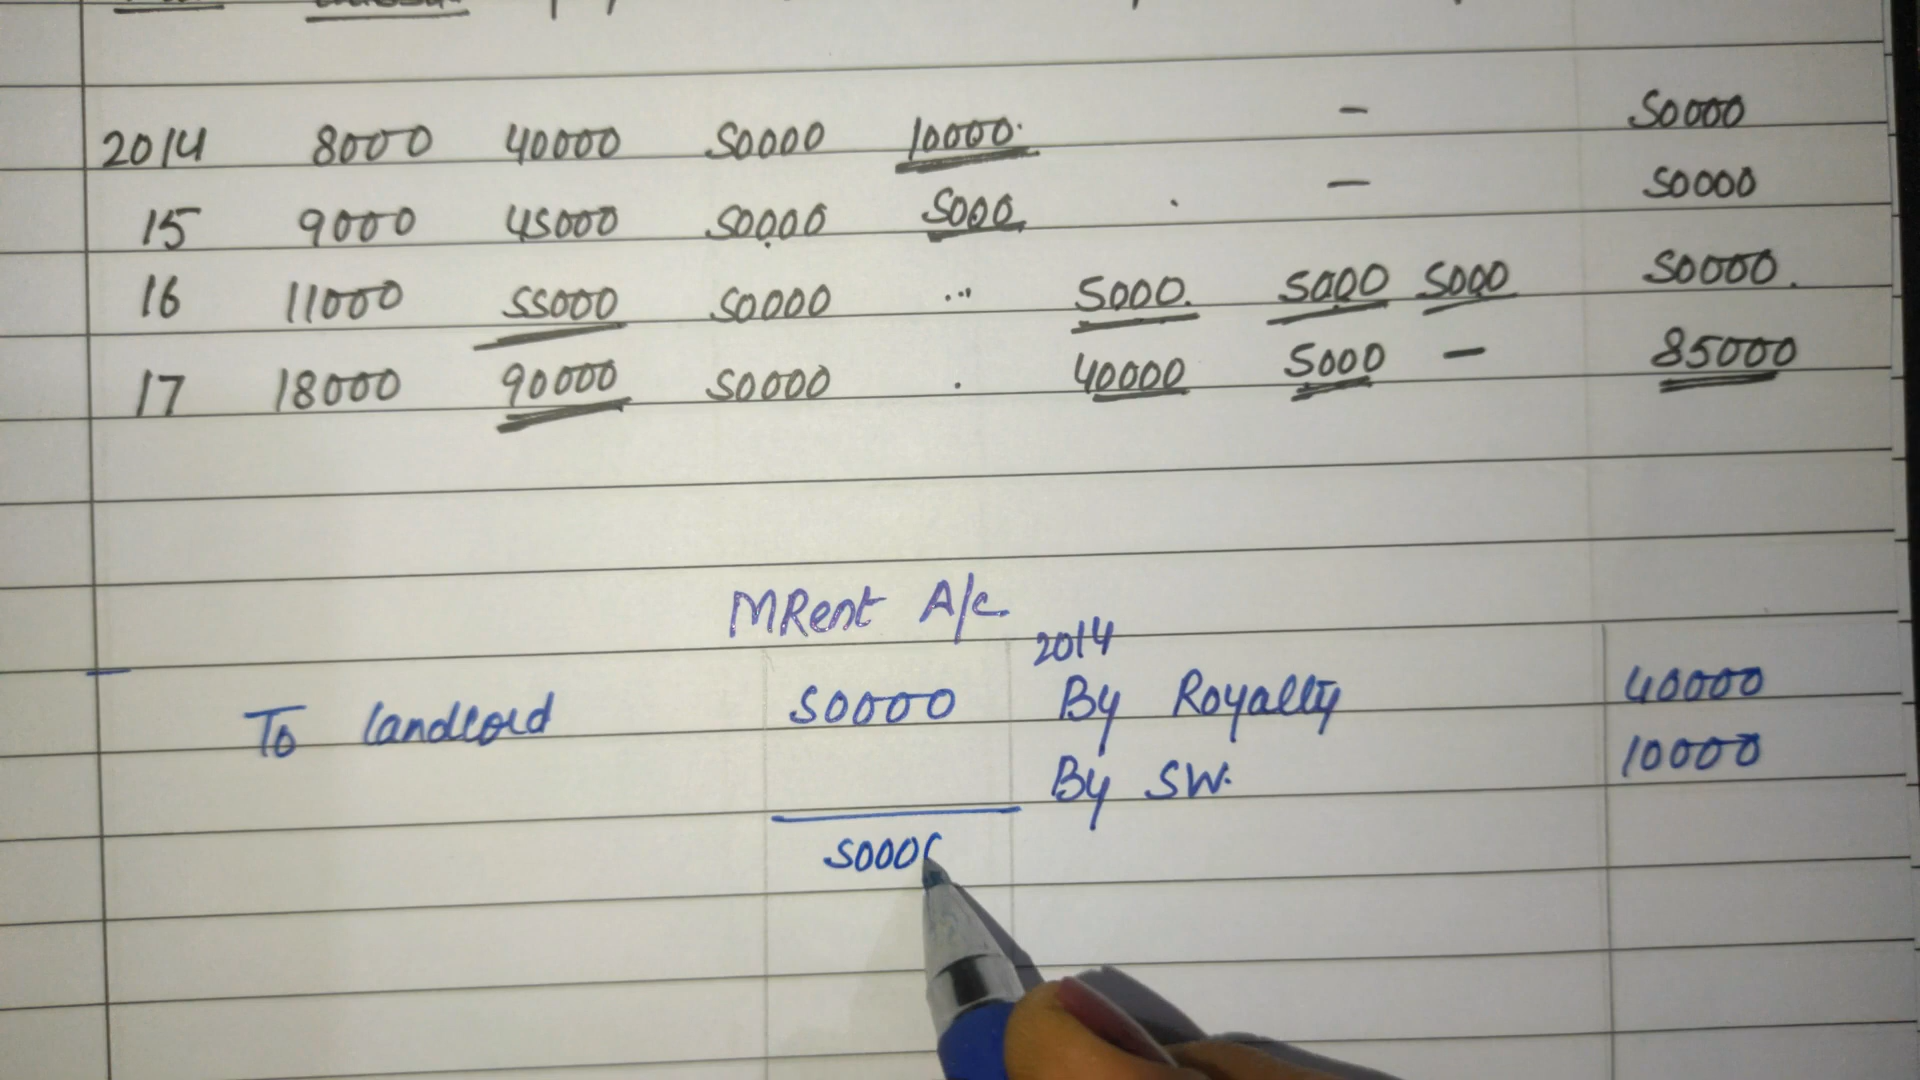 2014 8000 40000 50000 10000. - 50000
15 9000 45000 50000 5000 . - 50000
16 11000 55000 50000 ... 5000. 5000 5000 50000.
17 18000 90000 50000 . 40000 5000 - 85000
MRent A/c
2014
To landlord 50000 By Royalty 40000
By SW. 10000
50000